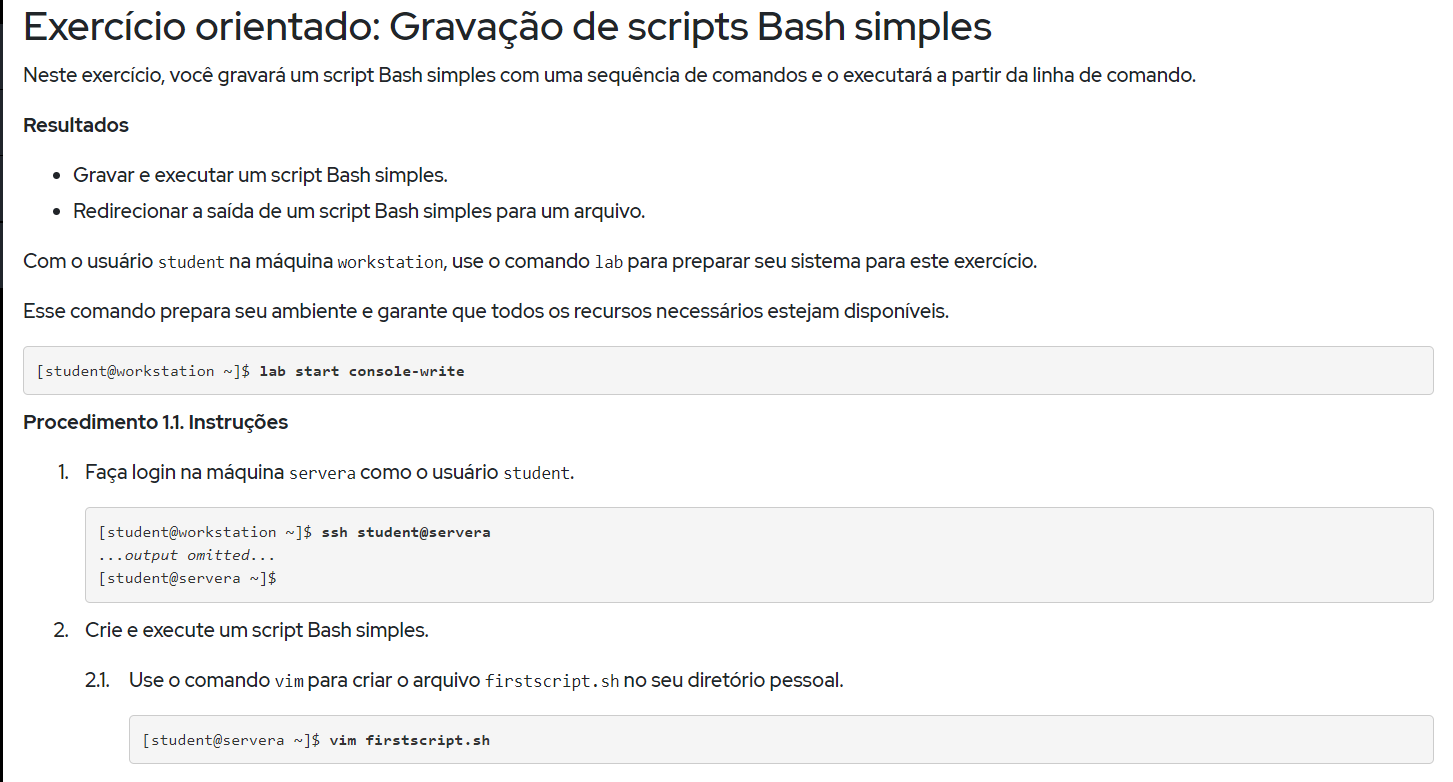 Exercício orientado: Gravação de scripts Bash simples
Neste exercício, você gravará um script Bash simples com uma sequência de comandos e o executará a partir da linha de comando.
Resultados
• Gravar e executar um script Bash simples.
• Redirecionar a saída de um script Bash simples para um arquivo.
Com o usuário student na máquina workstation, use o comando lab para preparar seu sistema para este exercício.
Esse comando prepara seu ambiente e garante que todos os recursos necessários estejam disponíveis.
[student@workstation ~]$ lab start console-write
Procedimento 1.1. Instruções
1. Faça login na máquina servera como o usuário student.
[student@workstation ~]$ ssh student@servera
...output omitted...
[student@servera ~]$
2. Crie e execute um script Bash simples.
2.1. Use o comando vim para criar o arquivo firstscript.sh no seu diretório pessoal.
[student@servera ~]$ vim firstscript.sh